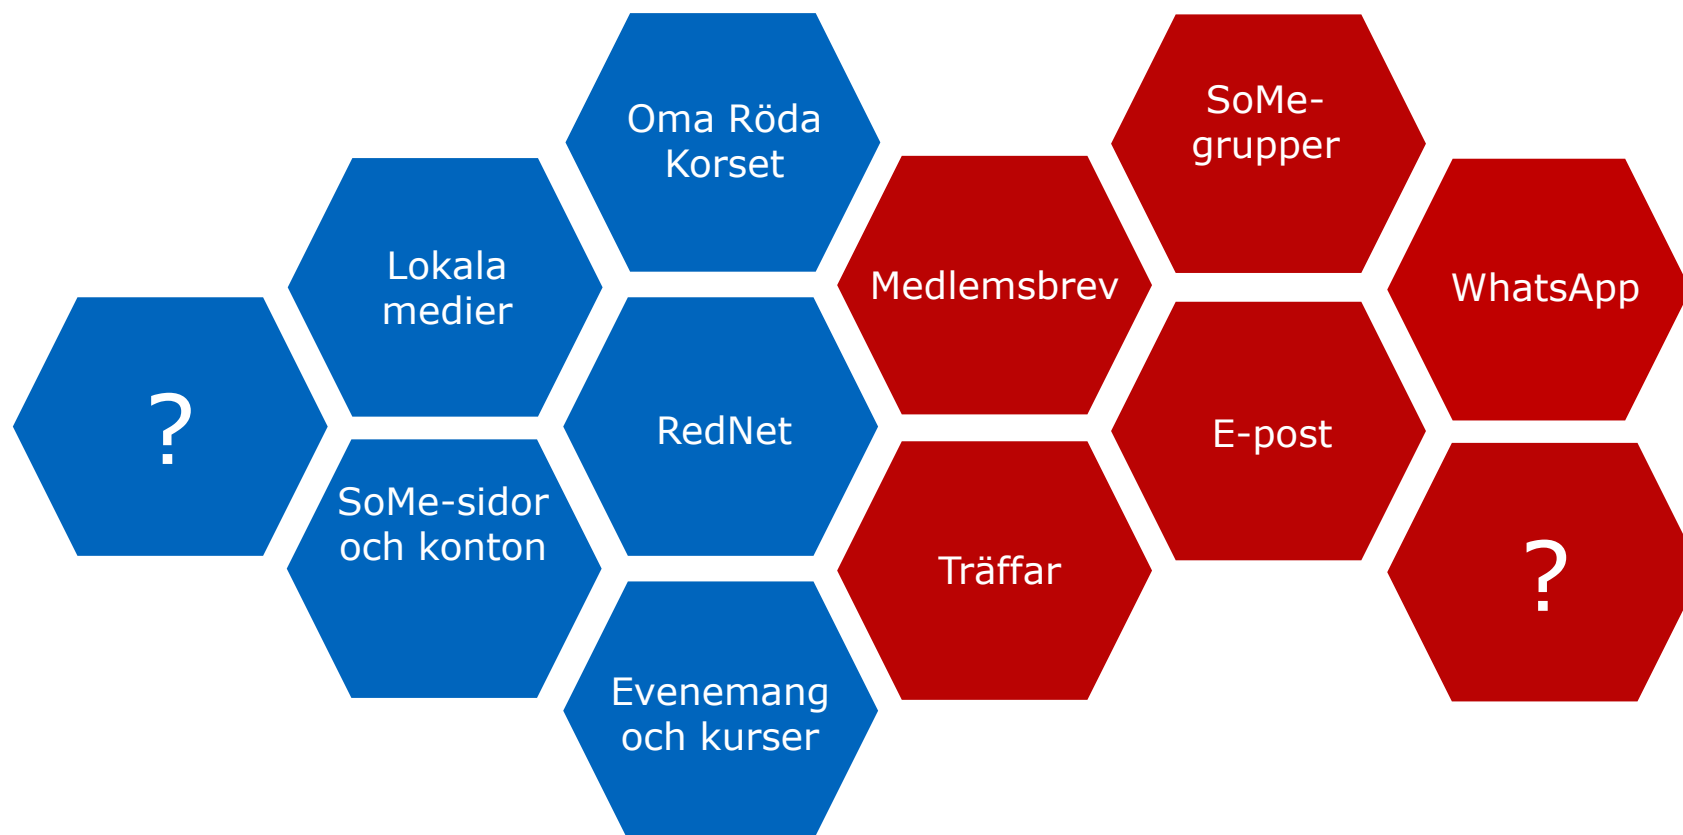 Oma Röda
Korset
SoMe-
grupper
Lokala
medier
Medlemsbrev
WhatsApp
?
RedNet
E-post
SoMe-sidor
och konton
Träffar
?
Evenemang
och kurser